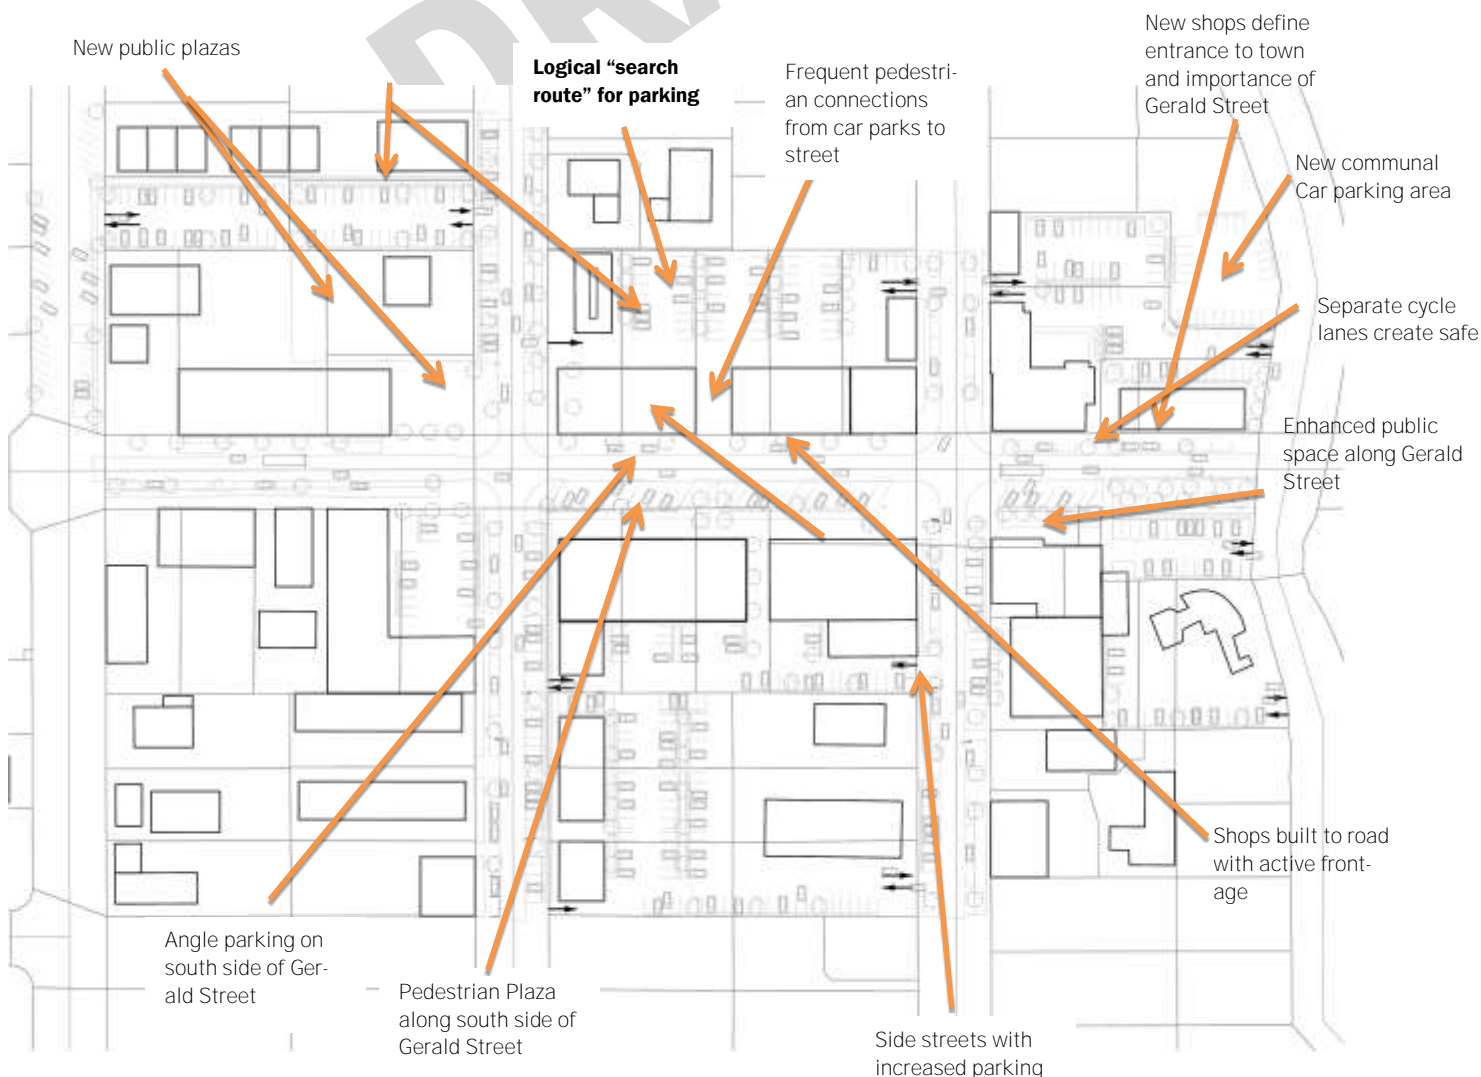 New public plazas
Logical “search
route” for parking
Frequent pedestri-
an connections
from car parks to
street
New shops define
entrance to town
and importance of
Gerald Street
New communal
Car parking area
Separate cycle
lanes create safe
Enhanced public
space along Gerald
Street
Shops built to road
with active front-
age
Angle parking on
south side of Ger-
ald Street
Pedestrian Plaza
along south side of
Gerald Street
Side streets with
increased parking